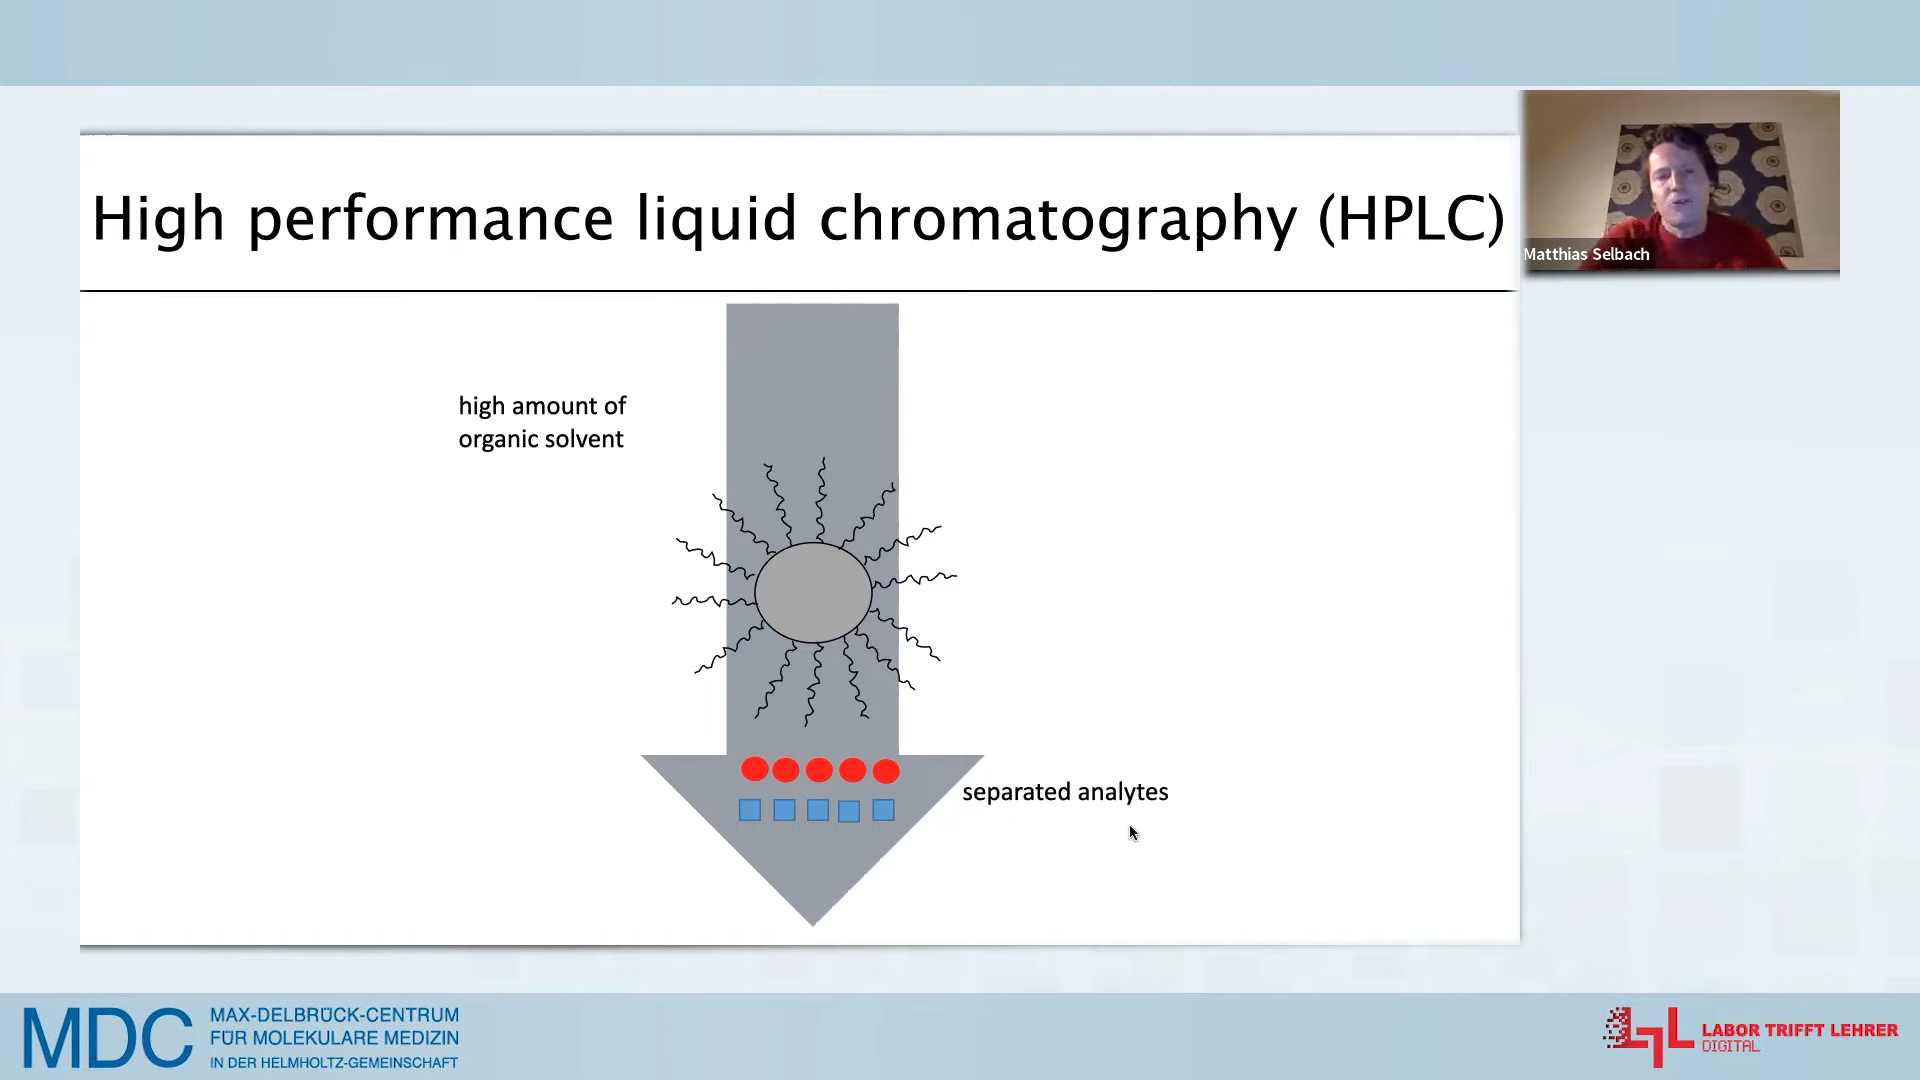 High performance liquid chromatography (HPLC)
Matthias Selbach
high amount of
organic solvent
separated analytes
MDC
MAX-DELBRÜCK-CENTRUM
FÜR MOLEKULARE MEDIZIN
IN DER HELMHOLTZ-GEMEINSCHAFT
LABOR TRIFFT LEHRER
DIGITAL